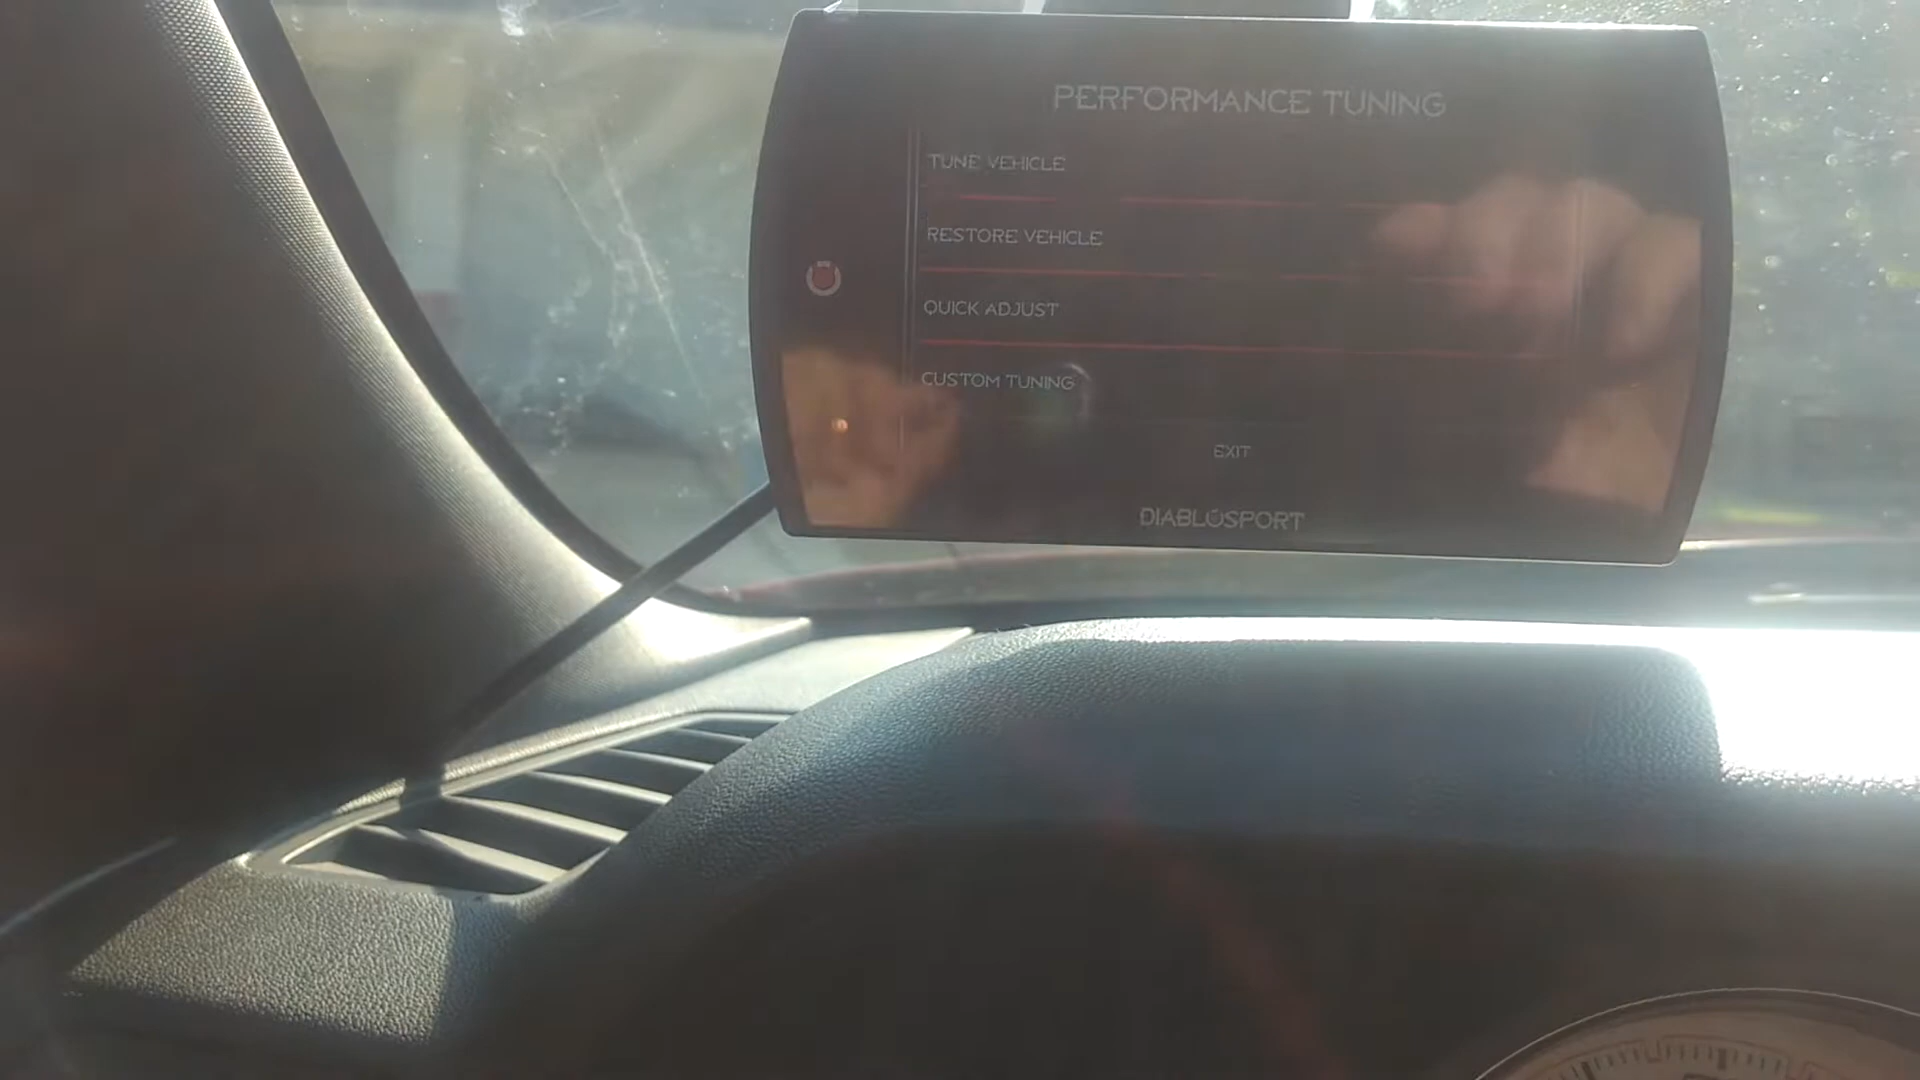 PERFORMANCE TUNING
TUNE VEHICLE
RESTORE VEHICLE
QUICK ADJUST
CUSTOM TUNING
EXIT
DIABLOSPORT